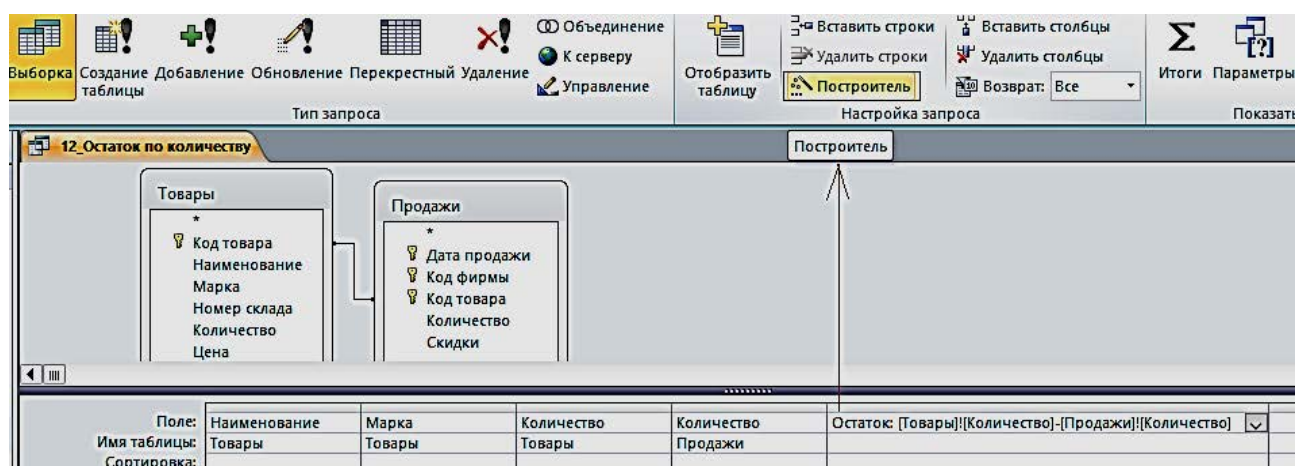 Выборка
Создание таблицы
Добавление
Обновление
Перекрестный
Удаление
Объединение
К серверу
Управление
Тип запроса
Отобразить таблицу
Вставить строки
Удалить строки
Построитель
Вставить столбцы
Удалить столбцы
Возврат: Все
Настройка запроса
Итоги
Параметры
Показать
12_Остаток по количеству
Построитель
Товары
*
Код товара
Наименование
Марка
Номер склада
Количество
Цена
Продажи
*
Дата продажи
Код фирмы
Код товара
Количество
Скидки
Поле: Наименование Марка Количество Количество Остаток: [Товары]![Количество]-[Продажи]![Количество]
Имя таблицы: Товары Товары Товары Продажи
Сортировка: